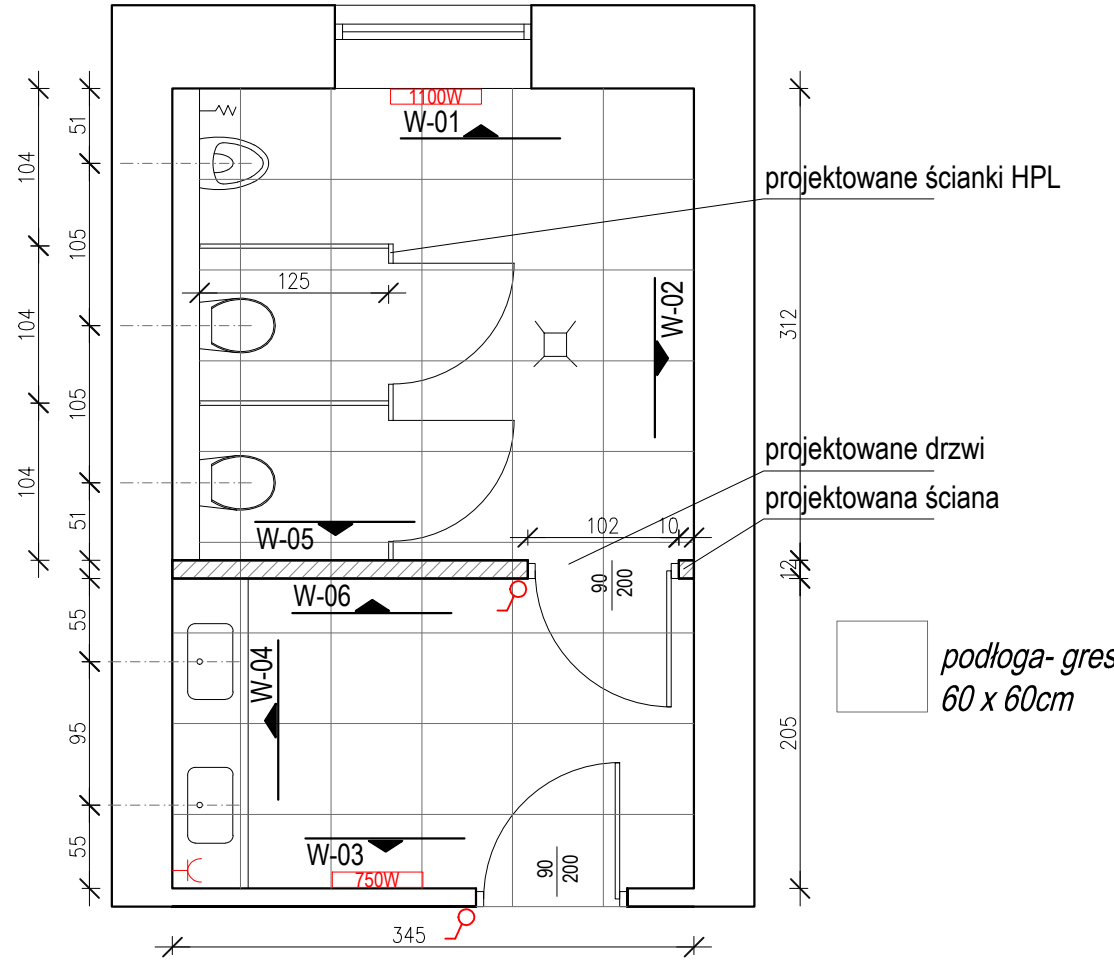 1100W
W-01
51
104
105
projektowane ścianki HPL
125
W-02
104
312
105
projektowane drzwi
104
51
W-05
102
10
projektowana ściana
12
W-06
90
200
55
W-04
podłoga- gres
60 x 60cm
95
205
55
W-03
750W
90
200
345